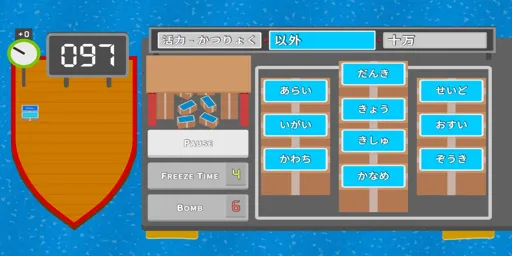 +0
097
活力 - かつりょく
以外
十万
だんき
あらい
せいど
きょう
いがい
おすい
きしゅ
かわち
ぞうき
かなめ
PAUSE
FREEZE TIME 4
BOMB 6